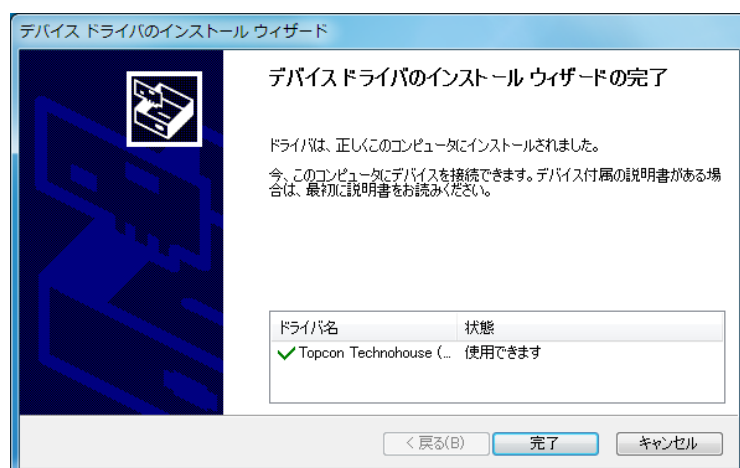 デバイス ドライバのインストール ウィザード
デバイス ドライバのインストール ウィザードの完了
ドライバは、正しくこのコンピュータにインストールされました。
今、このコンピュータにデバイスを接続できます。デバイス付属の説明書がある場
合は、最初に説明書をお読みください。
ドライバ名 状態
Topcon Technohouse (... 使用できます
< 戻る(B) 完了 キャンセル